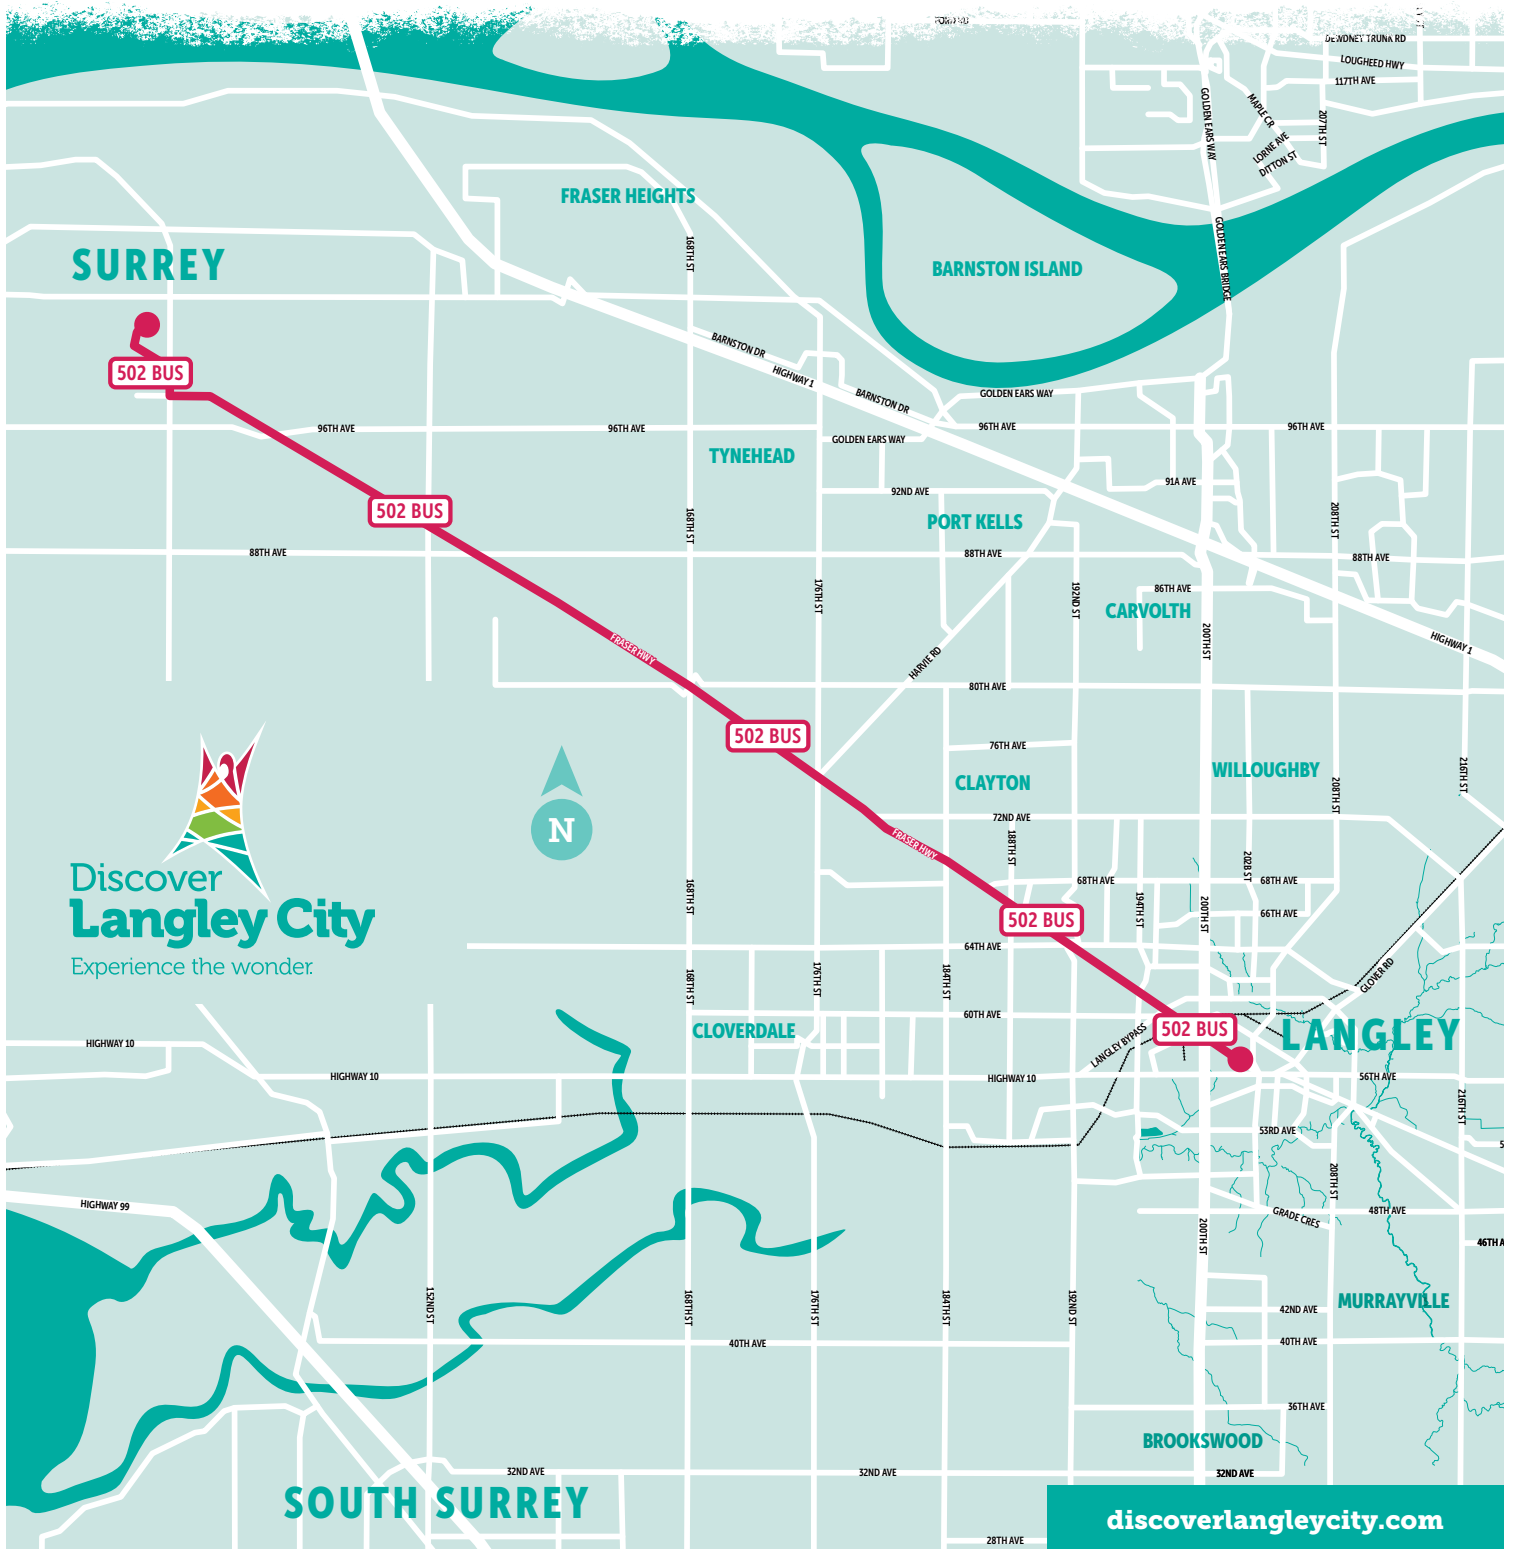 DEWDNEY TRUNK RD
LOUGHEED HWY
117TH AVE
GOLDEN EARS WAY
MAPLE CR
207TH ST
LORNE AVE
DITTON ST
FRASER HEIGHTS
168TH ST
SURREY
BARNSTON ISLAND
GOLDEN EARS BRIDGE
502 BUS
BARNSTON DR
HIGHWAY 1
BARNSTON DR
GOLDEN EARS WAY
96TH AVE
96TH AVE
96TH AVE
96TH AVE
GOLDEN EARS WAY
TYNEHEAD
91A AVE
92ND AVE
502 BUS
168TH ST
PORT KELLS
208TH ST
88TH AVE
88TH AVE
88TH AVE
176TH ST
192ND ST
86TH AVE
CARVOLTH
200TH ST
HIGHWAY 1
FRASER HWY
HARVIE RD
80TH AVE
502 BUS
76TH AVE
CLAYTON
WILLOUGHBY
208TH ST
216TH ST
72ND AVE
FRASER HWY
188TH ST
202B ST
68TH AVE
68TH AVE
Discover
Langley City
Experience the wonder.
N
168TH ST
194TH ST
200TH ST
66TH AVE
502 BUS
64TH AVE
168TH ST
176TH ST
184TH ST
GLOVER RD
60TH AVE
CLOVERDALE
502 BUS
LANGLEY
LANGLEY BYPASS
HIGHWAY 10
HIGHWAY 10
HIGHWAY 10
56TH AVE
216TH ST
53RD AVE
208TH ST
HIGHWAY 99
48TH AVE
GRADE CRES
200TH ST
46TH A
152ND ST
168TH ST
176TH ST
184TH ST
192ND ST
MURRAYVILLE
42ND AVE
40TH AVE
40TH AVE
36TH AVE
BROOKSWOOD
32ND AVE
32ND AVE
32ND AVE
SOUTH SURREY
discoverlangleycity.com
28TH AVE